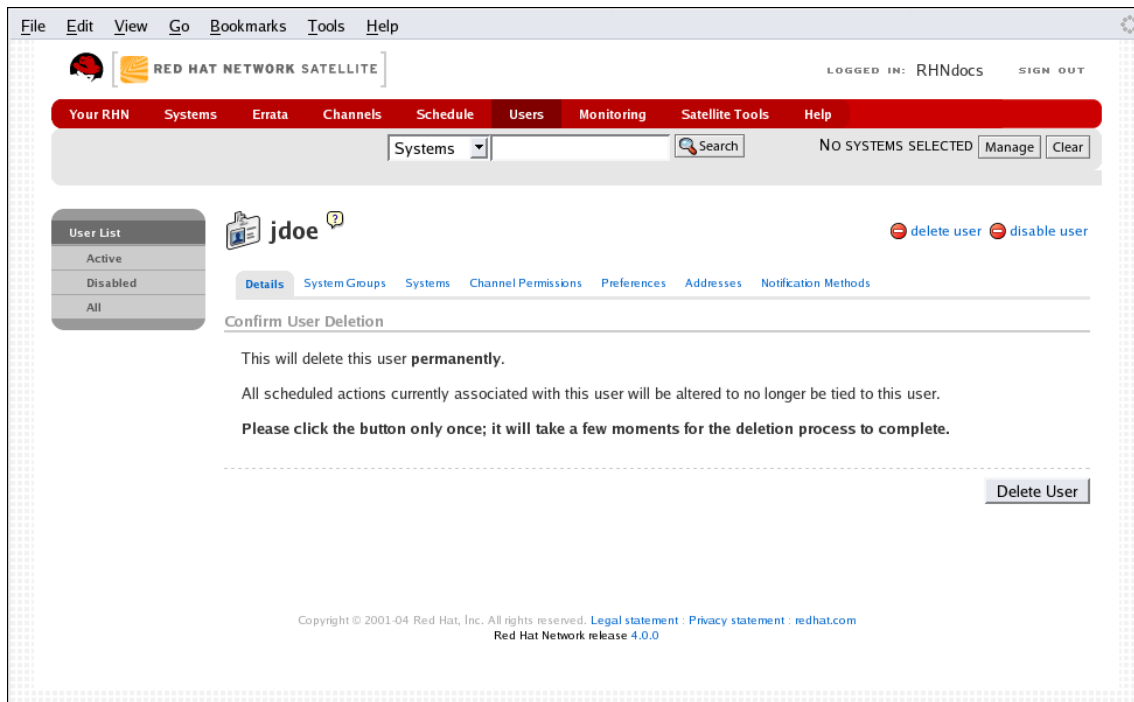 File Edit View Go Bookmarks Tools Help
RED HAT NETWORK SATELLITE
LOGGED IN: RHNdocs SIGN OUT
Your RHN Systems Errata Channels Schedule Users Monitoring Satellite Tools Help
Systems Search NO SYSTEMS SELECTED Manage Clear
User List
Active
Disabled
All
jdoe ?
delete user disable user
Details System Groups Systems Channel Permissions Preferences Addresses Notification Methods
Confirm User Deletion
This will delete this user permanently.
All scheduled actions currently associated with this user will be altered to no longer be tied to this user.
Please click the button only once; it will take a few moments for the deletion process to complete.
Delete User
Copyright © 2001-04 Red Hat, Inc. All rights reserved. Legal statement : Privacy statement : redhat.com
Red Hat Network release 4.0.0